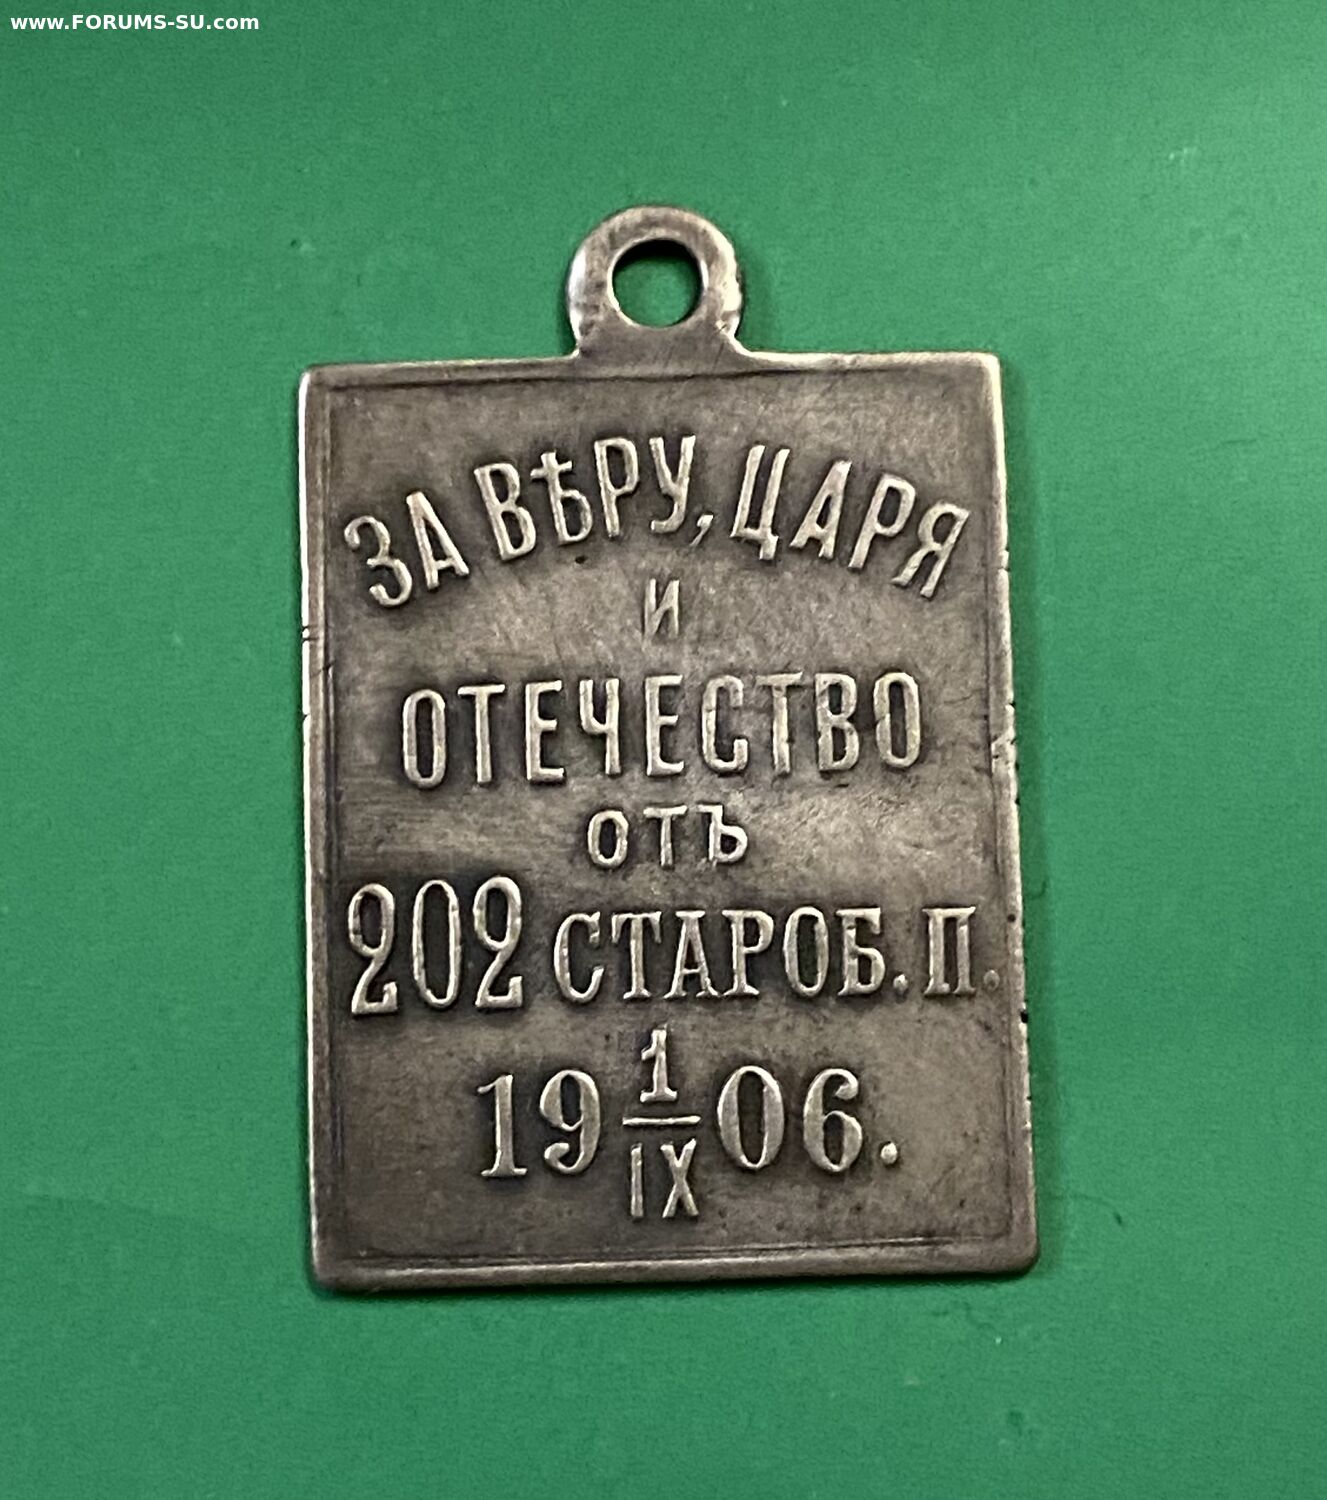 www.FORUMS-SU.com
ЗА ВѢРУ, ЦАРЯ
И
ОТЕЧЕСТВО
ОТЪ
202 СТАРОБ. П.
19 1/IX 06.